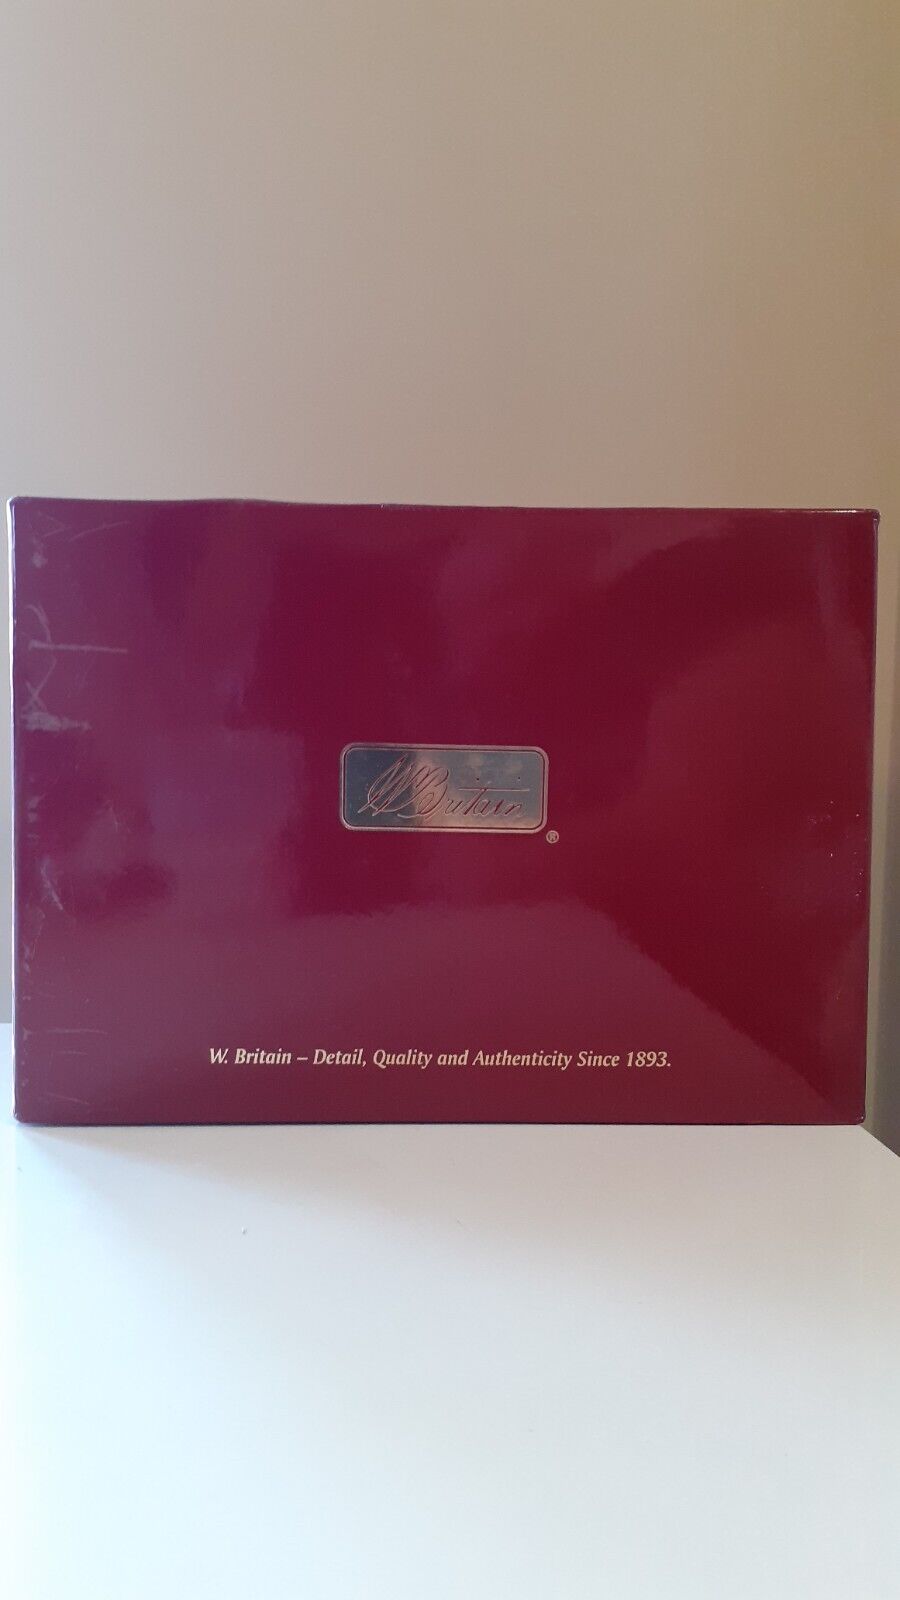 W Britain
®
W. Britain – Detail, Quality and Authenticity Since 1893.